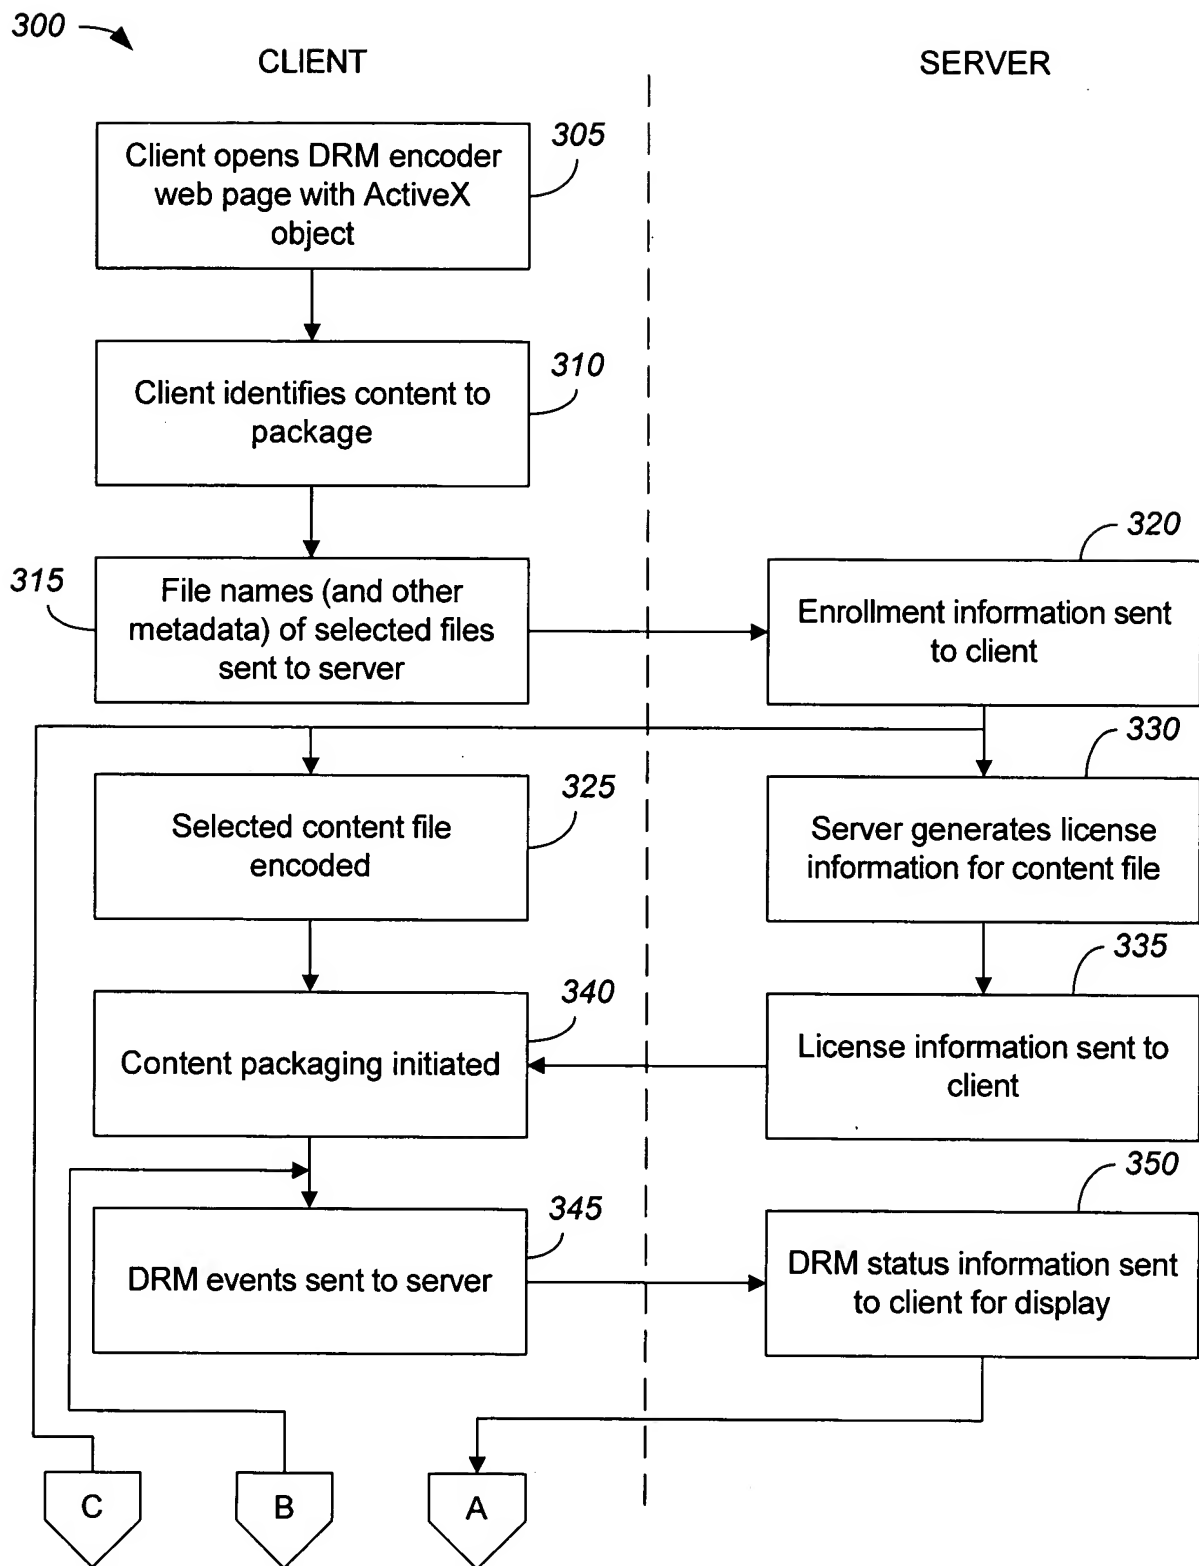 300
CLIENT
SERVER
305
Client opens DRM encoder
web page with ActiveX
object
310
Client identifies content to
package
315
File names (and other
metadata) of selected files
sent to server
320
Enrollment information sent
to client
325
Selected content file
encoded
330
Server generates license
information for content file
335
License information sent to
client
340
Content packaging initiated
345
DRM events sent to server
350
DRM status information sent
to client for display
C
B
A